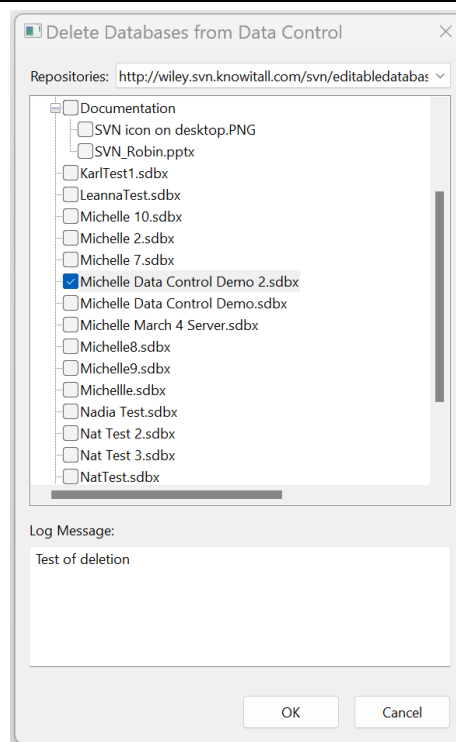 Delete Databases from Data Control
Repositories: http://wiley.svn.knowitall.com/svn/editabledatabas
Documentation
SVN icon on desktop.PNG
SVN_Robin.pptx
KarlTest1.sdbx
LeannaTest.sdbx
Michelle 10.sdbx
Michelle 2.sdbx
Michelle 7.sdbx
Michelle Data Control Demo 2.sdbx
Michelle Data Control Demo.sdbx
Michelle March 4 Server.sdbx
Michelle8.sdbx
Michelle9.sdbx
Michellle.sdbx
Nadia Test.sdbx
Nat Test 2.sdbx
Nat Test 3.sdbx
NatTest.sdbx
Log Message:
Test of deletion
OK Cancel